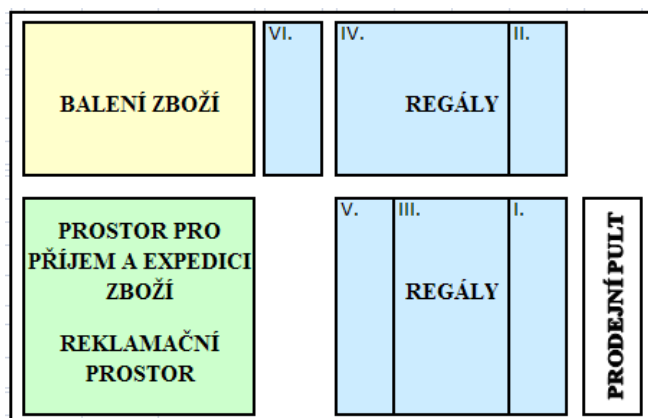 BALENÍ ZBOŽÍ
VI.
IV.
II.
REGÁLY
PROSTOR PRO
PŘÍJEM A EXPEDICI
ZBOŽÍ
REKLAMAČNÍ
PROSTOR
V.
III.
I.
REGÁLY
PRODEJNÍ PULT